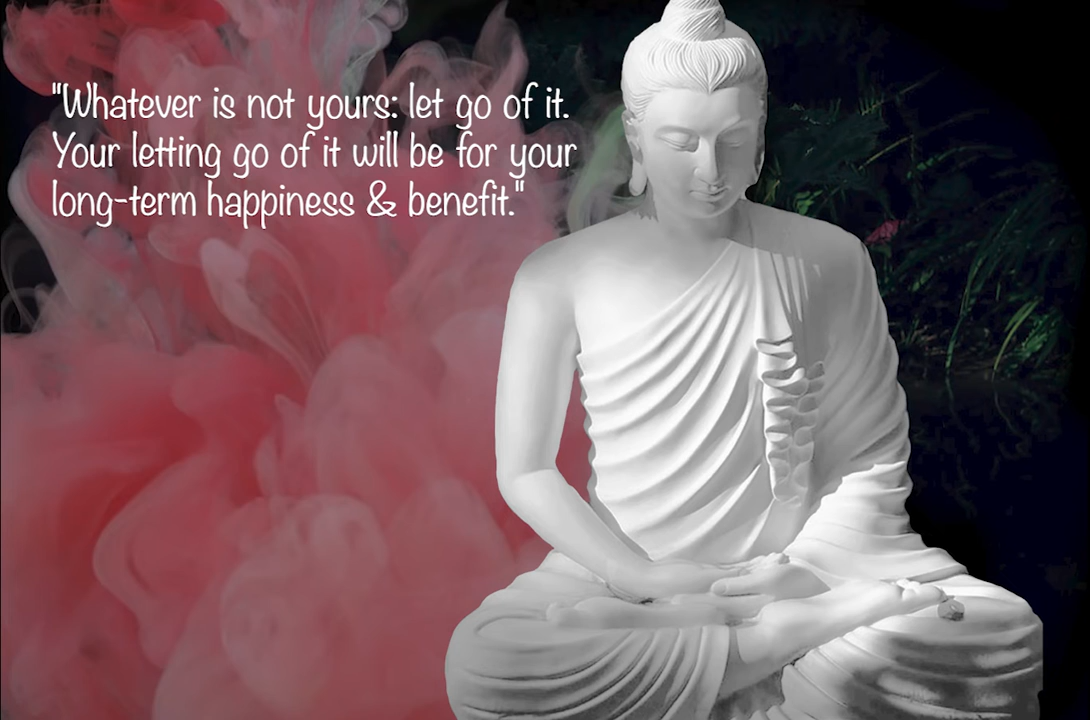 "Whatever is not yours: let go of it.
Your letting go of it will be for your
long-term happiness & benefit."